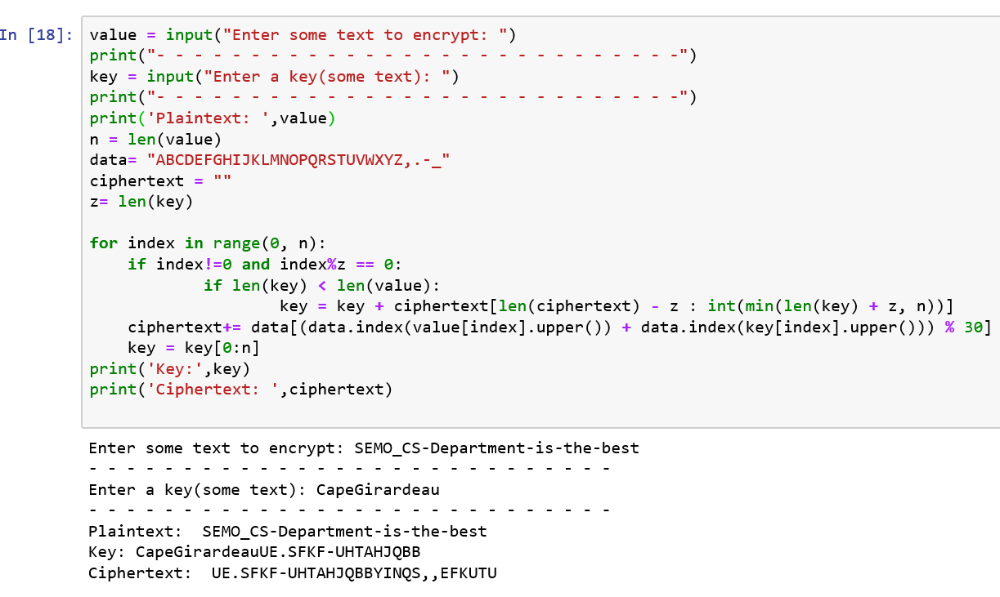 In [18]: value = input("Enter some text to encrypt: ")
print("- - - - - - - - - - - - - - - - - - - - - - - - - - - -")
key = input("Enter a key(some text): ")
print("- - - - - - - - - - - - - - - - - - - - - - - - - - - -")
print('Plaintext: ',value)
n = len(value)
data= "ABCDEFGHIJKLMNOPQRSTUVWXYZ,.-_"
ciphertext = ""
z= len(key)
for index in range(0, n):
    if index!=0 and index%z == 0:
            if len(key) < len(value):
                    key = key + ciphertext[len(ciphertext) - z : int(min(len(key) + z, n))]
    ciphertext+= data[(data.index(value[index].upper()) + data.index(key[index].upper())) % 30]
    key = key[0:n]
print('Key:',key)
print('Ciphertext: ',ciphertext)
Enter some text to encrypt: SEMO_CS-Department-is-the-best
- - - - - - - - - - - - - - - - - - - - - - - - - - - -
Enter a key(some text): CapeGirardeau
- - - - - - - - - - - - - - - - - - - - - - - - - - - -
Plaintext:  SEMO_CS-Department-is-the-best
Key: CapeGirardeauUE.SFKF-UHTAHJQBB
Ciphertext:  UE.SFKF-UHTAHJQBBYINQS,,EFKUTU